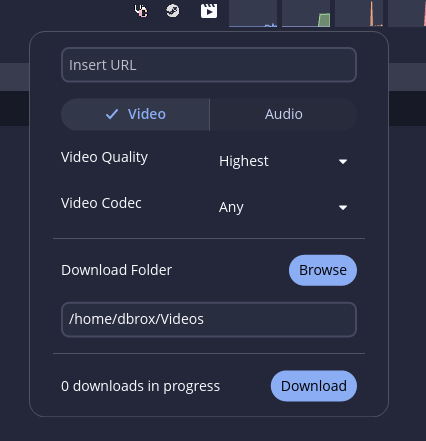 Insert URL
Video Audio
Video Quality Highest
Video Codec Any
Download Folder Browse
/home/dbrox/Videos
0 downloads in progress Download